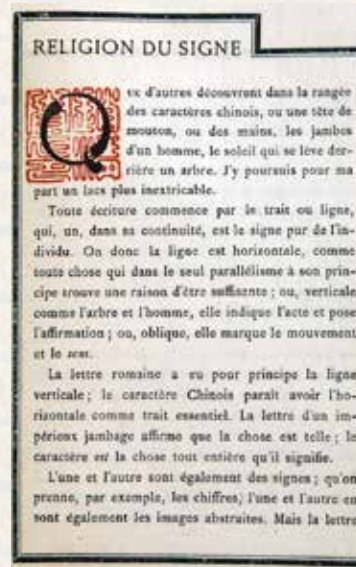 RELIGION DU SIGNE
Que d'autres découvrent dans la rangée
des caractères chinois, ou une tête de
mouton, ou des mains, les jambes
d'un homme, le soleil qui se lève der-
rière un arbre. J'y poursuis pour ma
part un lacs plus inextricable.
Toute écriture commence par le trait ou ligne,
qui, un, dans sa continuité, est le signe pur de l'in-
dividu. Ou donc la ligne est horizontale, comme
toute chose qui dans le seul parallélisme à son prin-
cipe trouve une raison d'être suffisante ; ou, verticale
comme l'arbre et l'homme, elle indique l'acte et pose
l'affirmation ; ou, oblique, elle marque le mouvement
et le sens.
La lettre romaine a eu pour principe la ligne
verticale ; le caractère Chinois paraît avoir l'ho-
rizontale comme trait essentiel. La lettre d'un im-
périeux jambage affirme que la chose est telle ; le
caractère est la chose tout entière qu'il signifie.
L'une et l'autre sont également des signes ; qu'on
prenne, par exemple, les chiffres, l'une et l'autre en
sont également les images abstraites. Mais la lettre